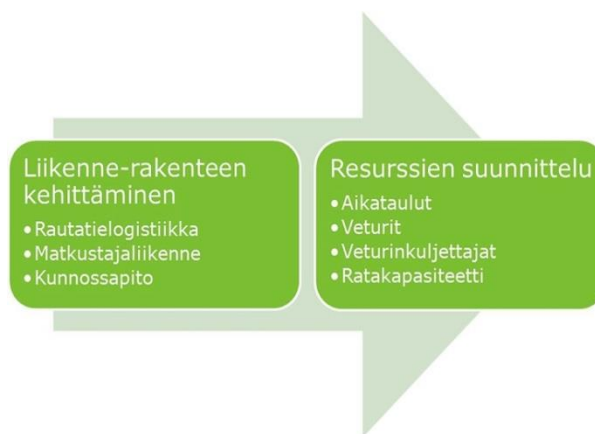 Liikenne-rakenteen
kehittäminen
• Rautatielogistiikka
• Matkustajaliikenne
• Kunnossapito
Resurssien suunnittelu
• Aikataulut
• Veturit
• Veturinkuljettajat
• Ratakapasiteetti